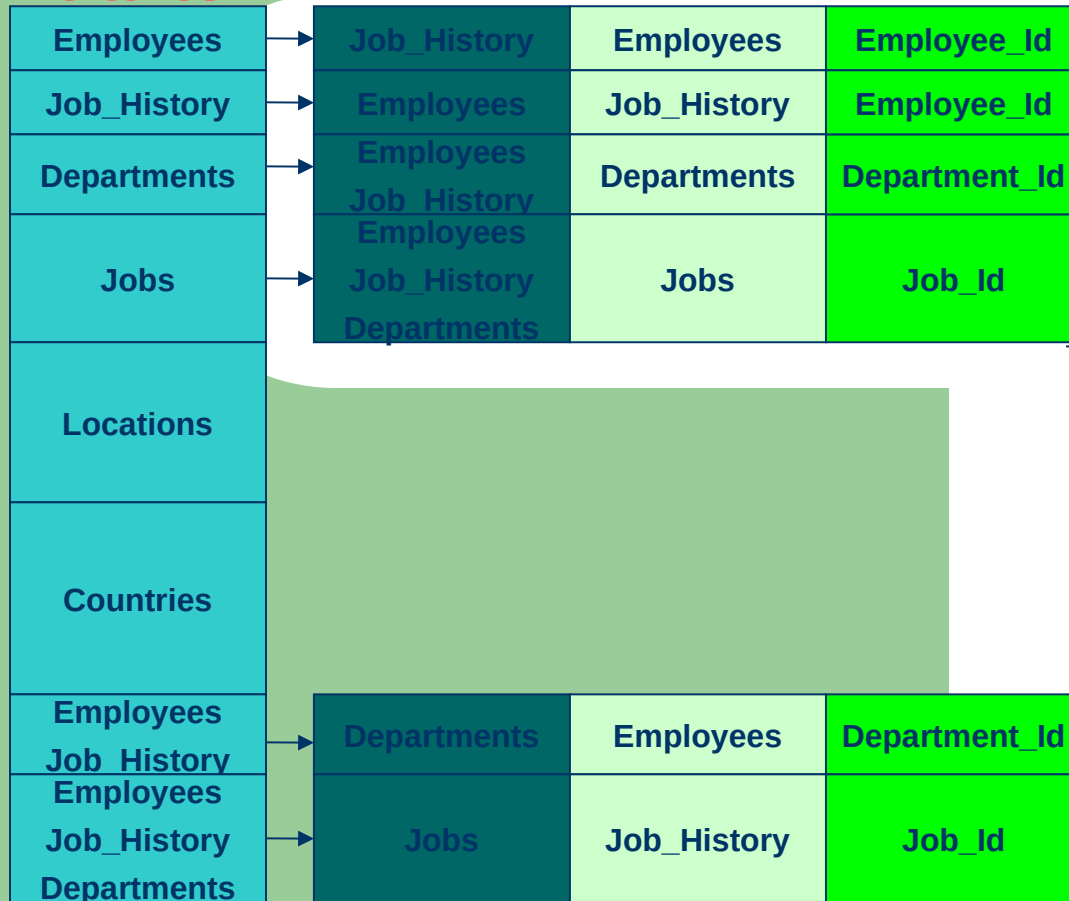 Employees Job_History Employees Employee_Id
Job_History Employees Job_History Employee_Id
Departments Employees Departments Department_Id
Job_History
Jobs Employees Jobs Job_Id
Job_History
Departments
Locations
Countries
Employees Departments Employees Department_Id
Job_History
Employees Jobs Job_History Job_Id
Job_History
Departments